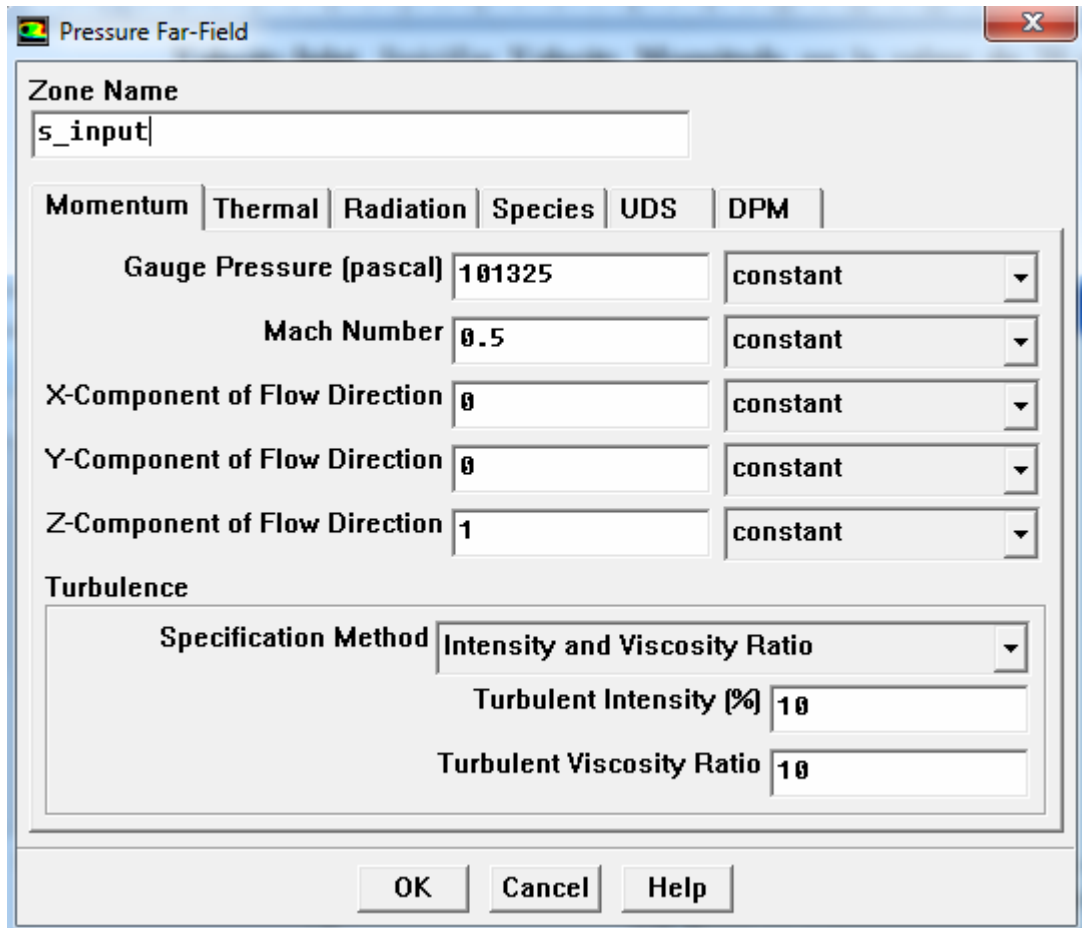 Pressure Far-Field
Zone Name
s_input
Momentum Thermal Radiation Species UDS DPM
Gauge Pressure (pascal) 101325 constant
Mach Number 0.5 constant
X-Component of Flow Direction 0 constant
Y-Component of Flow Direction 0 constant
Z-Component of Flow Direction 1 constant
Turbulence
Specification Method Intensity and Viscosity Ratio
Turbulent Intensity (%) 10
Turbulent Viscosity Ratio 10
OK Cancel Help